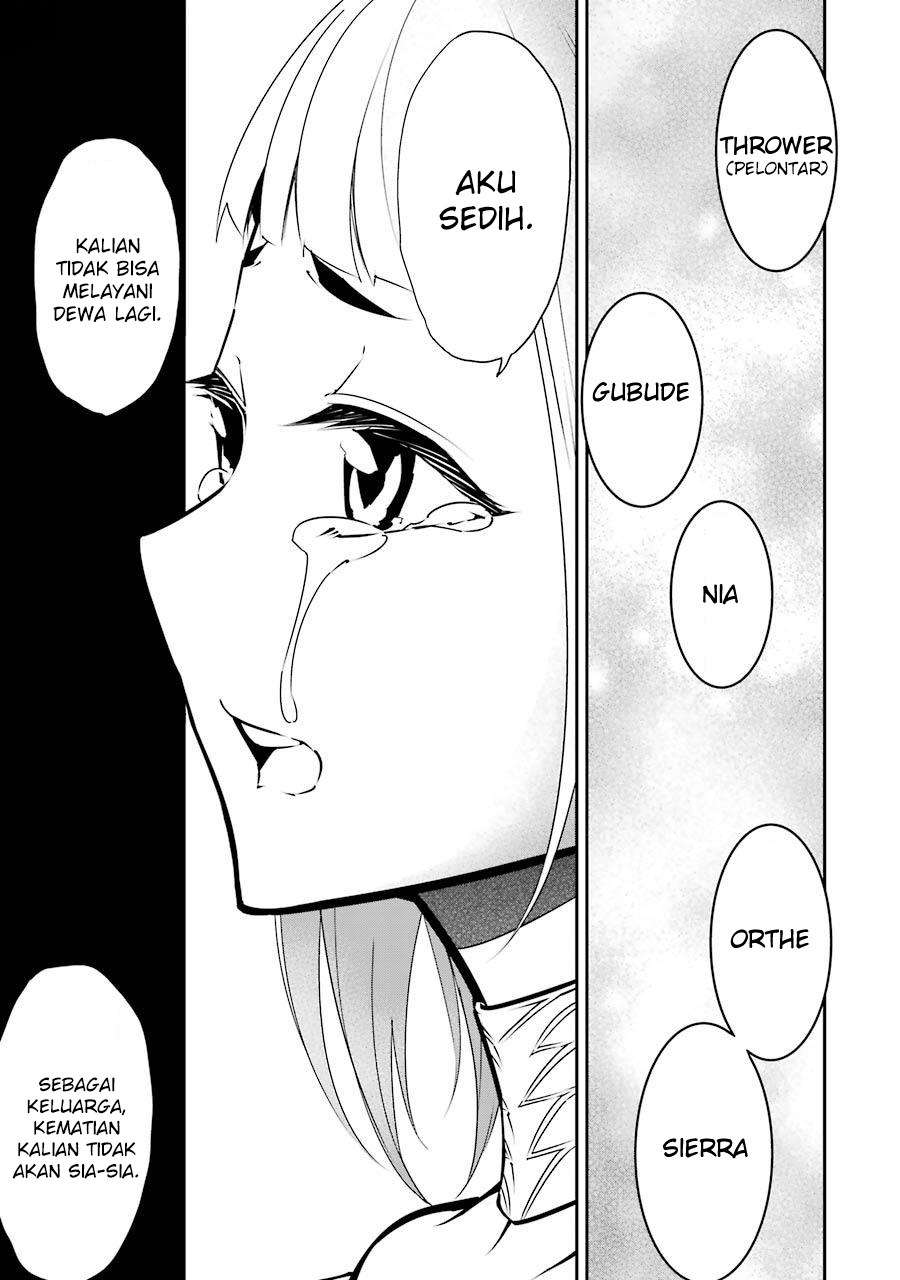 THROWER
(PELONTAR)
GUBUDE
NIA
ORTHE
SIERRA
AKU
SEDIH.
KALIAN
TIDAK BISA
MELAYANI
DEWA LAGI.
SEBAGAI
KELUARGA,
KEMATIAN
KALIAN TIDAK
AKAN SIA-SIA.